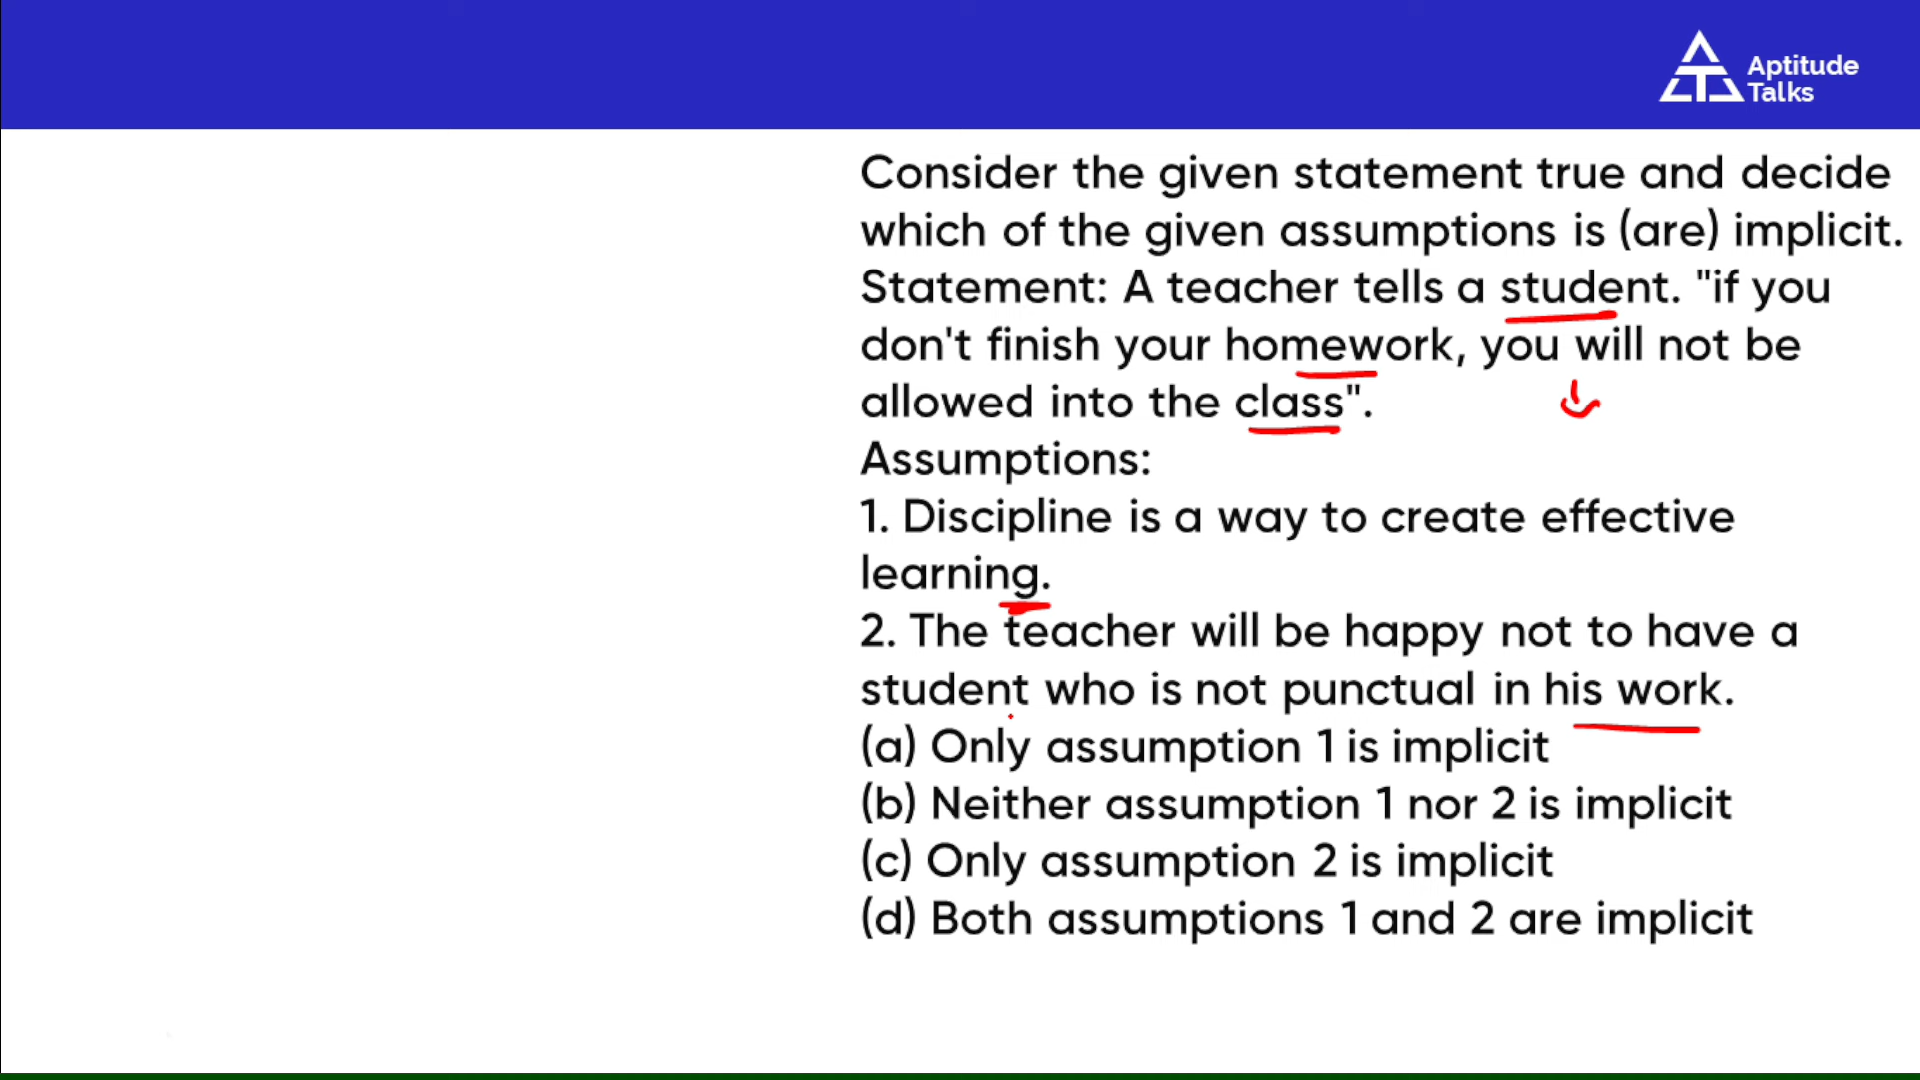 Aptitude
Talks
Consider the given statement true and decide
which of the given assumptions is (are) implicit.
Statement: A teacher tells a student. "if you
don't finish your homework, you will not be
allowed into the class".
Assumptions:
1. Discipline is a way to create effective
learning.
2. The teacher will be happy not to have a
student who is not punctual in his work.
(a) Only assumption 1 is implicit
(b) Neither assumption 1 nor 2 is implicit
(c) Only assumption 2 is implicit
(d) Both assumptions 1 and 2 are implicit